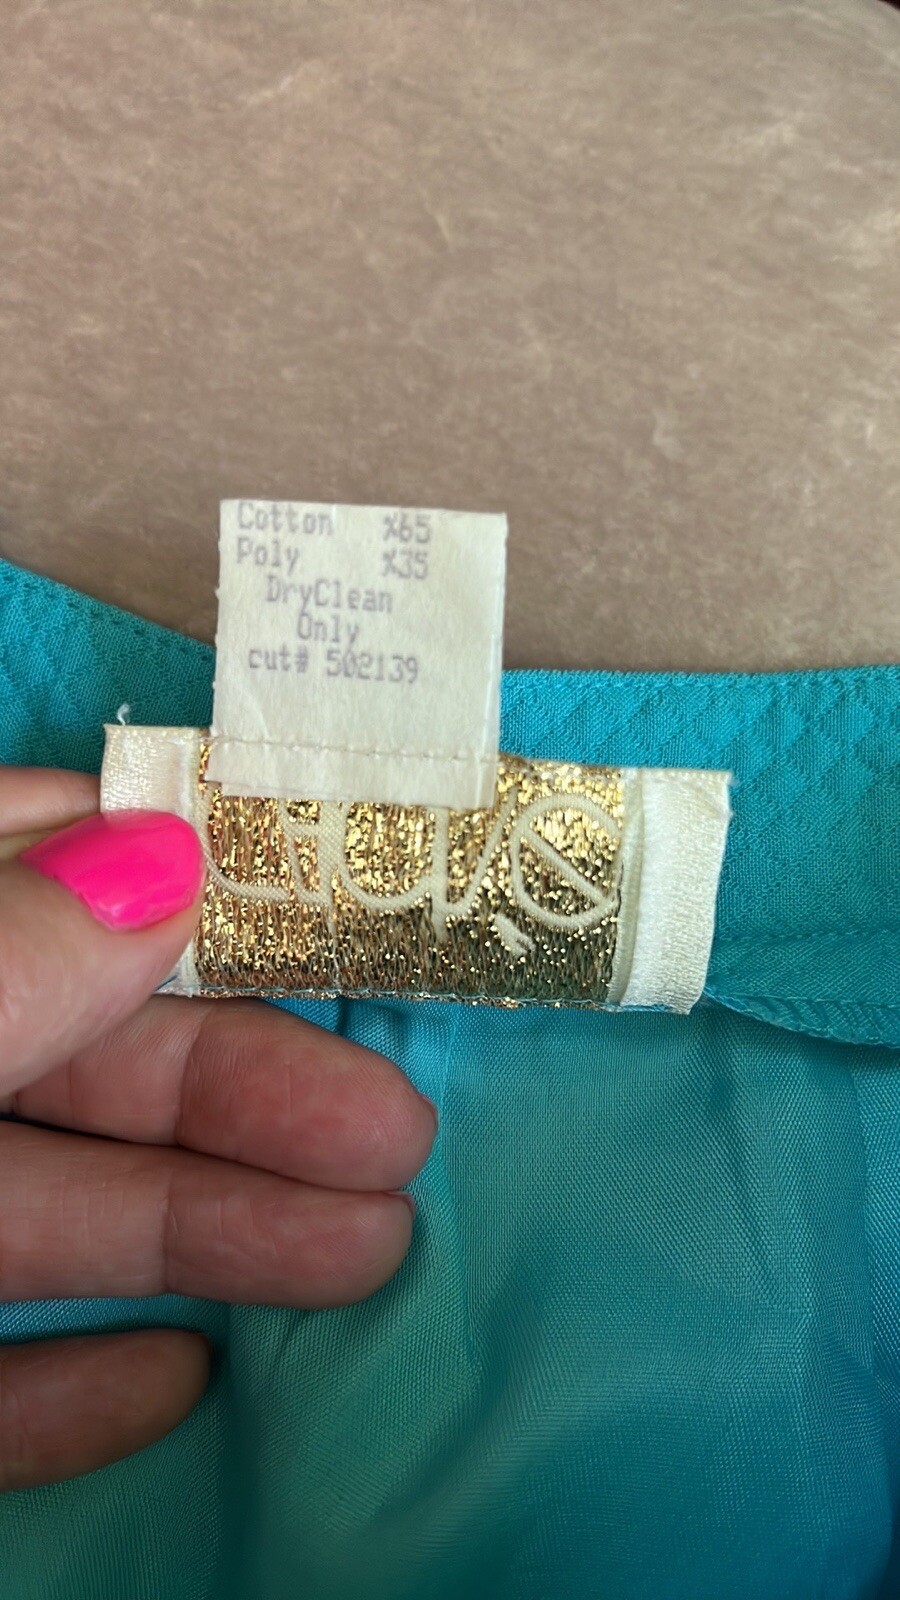 Cotton %65
Poly %35
DryClean
Only
cut# 502139